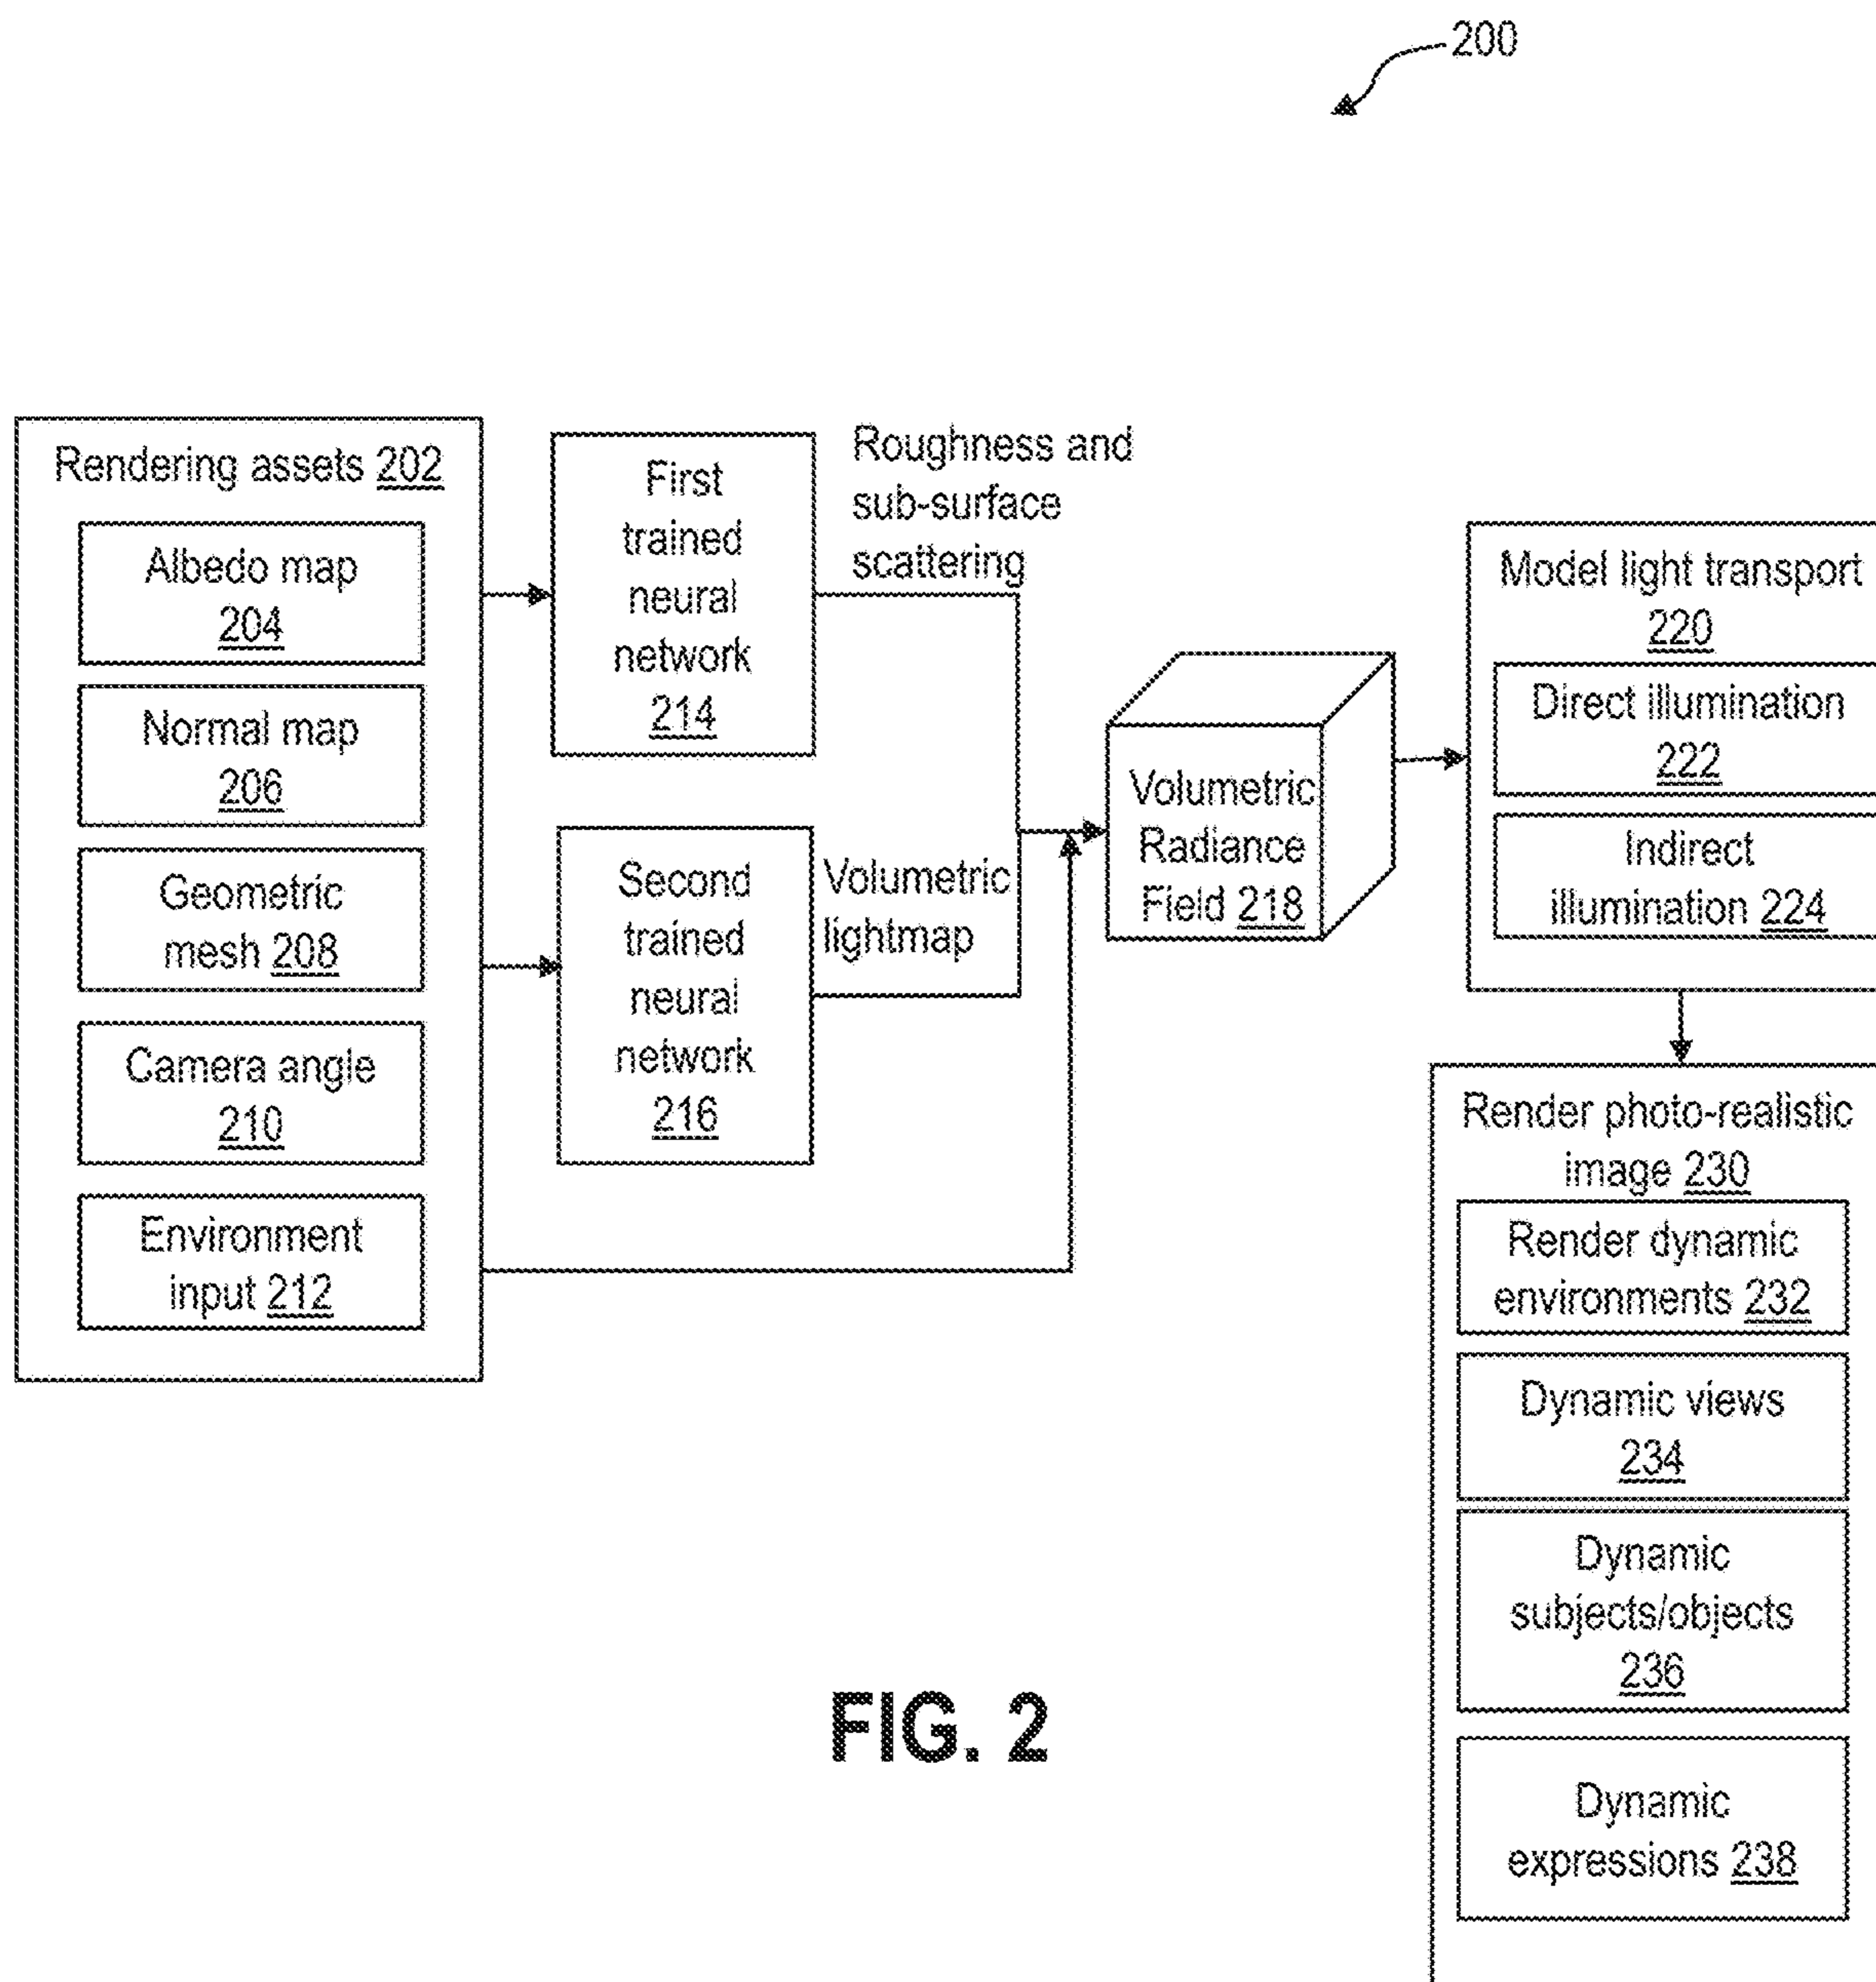 200
Rendering assets 202
Albedo map
204
Normal map
206
Geometric
mesh 208
Camera angle
210
Environment
input 212
First
trained
neural
network
214
Roughness and
sub-surface
scattering
Second
trained
neural
network
216
Volumetric
lightmap
Volumetric
Radiance
Field 218
Model light transport
220
Direct illumination
222
Indirect
illumination 224
Render photo-realistic
image 230
Render dynamic
environments 232
Dynamic views
234
Dynamic
subjects/objects
236
Dynamic
expressions 238
FIG. 2